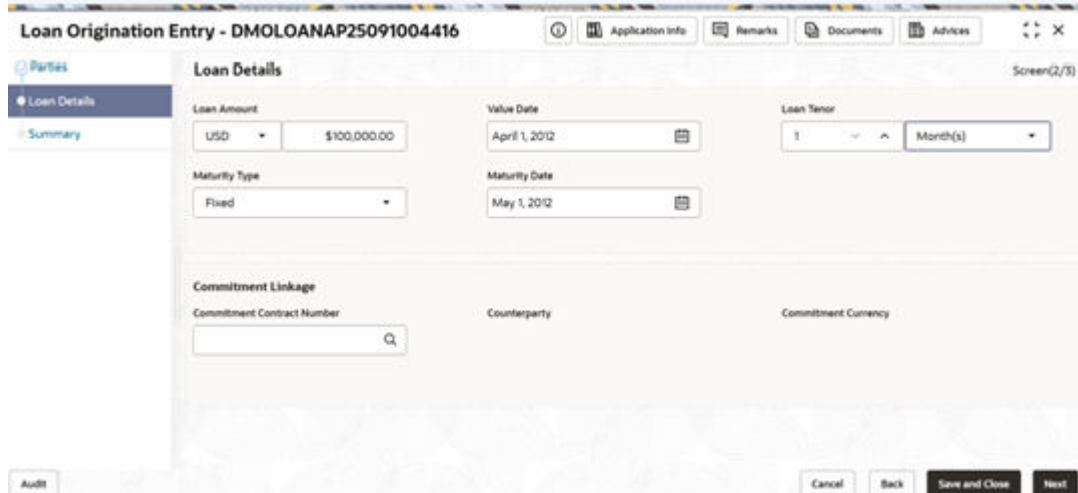 Loan Origination Entry - DMOLOANAP25091004416
Application Info
Remarks
Documents
Advices
Parties
Loan Details
Summary
Loan Details
Screen(2/3)
Loan Amount
Value Date
Loan Tenor
USD
$100,000.00
April 1, 2012
1
Month(s)
Maturity Type
Maturity Date
Fixed
May 1, 2012
Commitment Linkage
Commitment Contract Number
Counterparty
Commitment Currency
Audit
Cancel
Back
Save and Close
Next